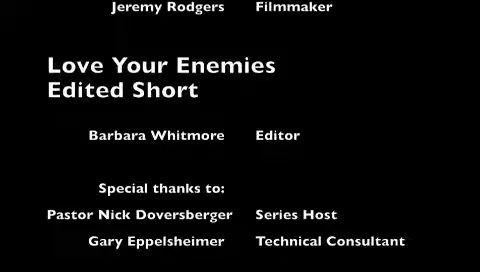 Jeremy Rodgers Filmmaker
Love Your Enemies
Edited Short
Barbara Whitmore Editor
Special thanks to:
Pastor Nick Doversberger Series Host
Gary Eppelsheimer Technical Consultant